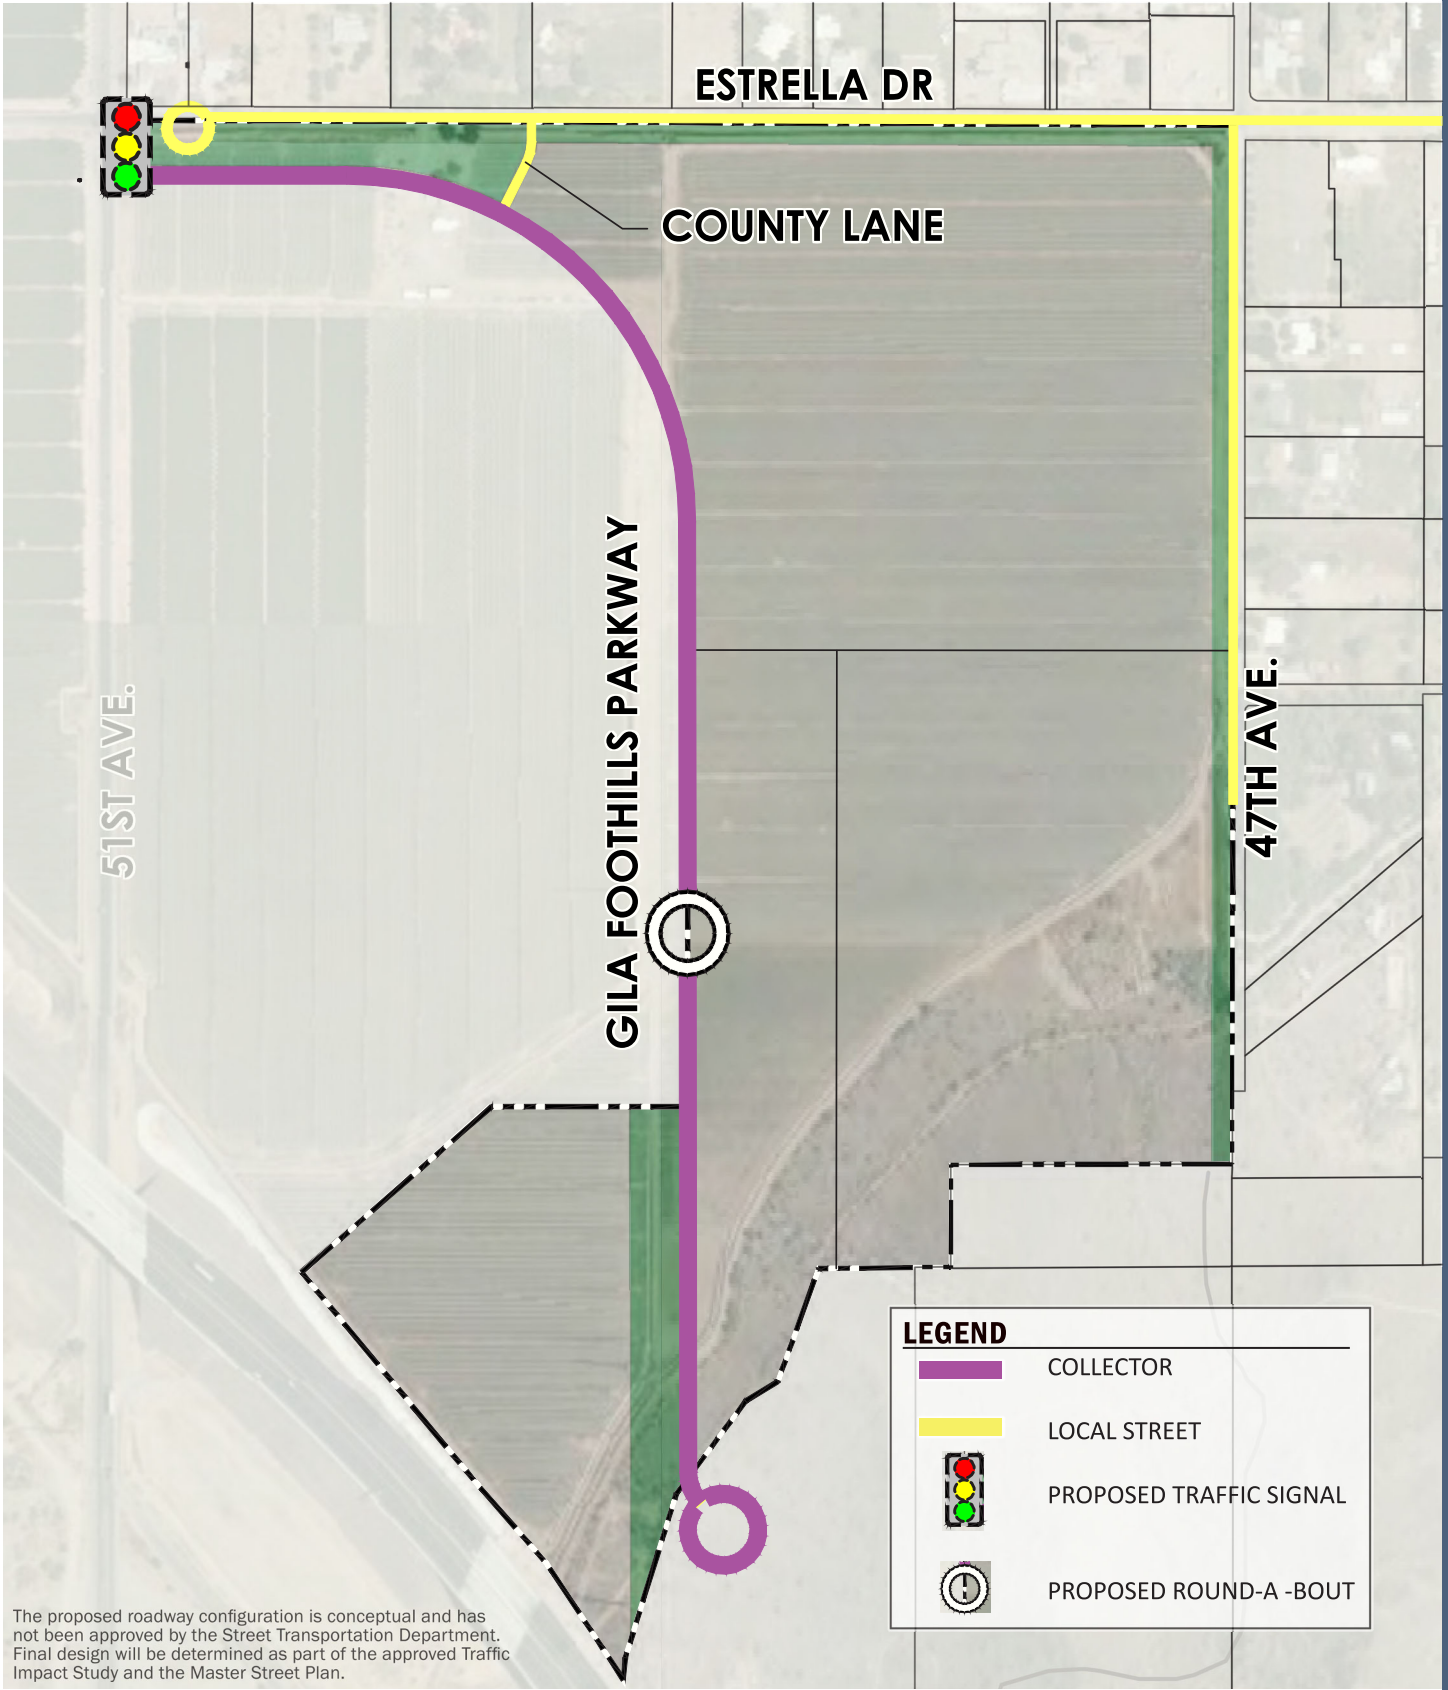 ESTRELLA DR
COUNTY LANE
GILA FOOTHILLS PARKWAY
51ST AVE.
47TH AVE.
LEGEND
COLLECTOR
LOCAL STREET
PROPOSED TRAFFIC SIGNAL
PROPOSED ROUND-A -BOUT
The proposed roadway configuration is conceptual and has
not been approved by the Street Transportation Department.
Final design will be determined as part of the approved Traffic
Impact Study and the Master Street Plan.